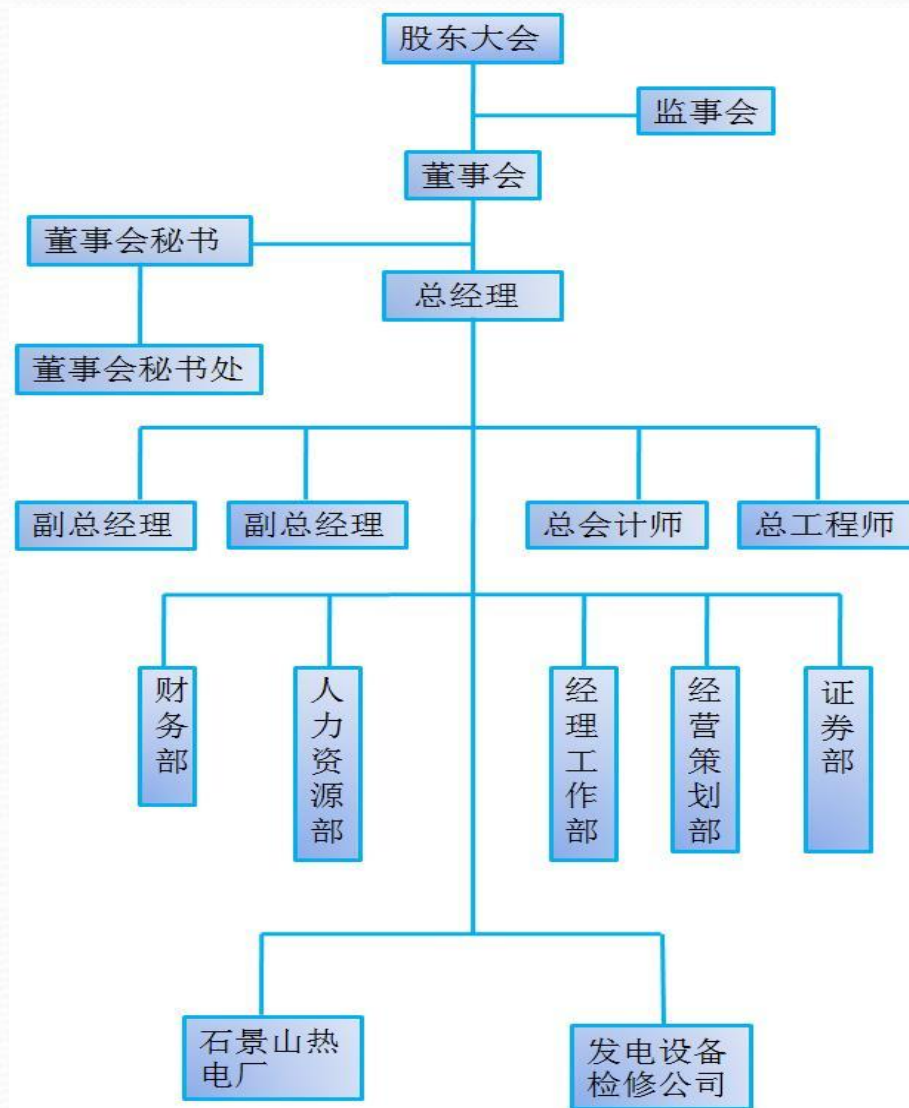 股东大会
监事会
董事会
董事会秘书
总经理
董事会秘书处
副总经理
副总经理
总会计师
总工程师
财务部
人力资源部
经理工作部
经营策划部
证券部
石景山热
电厂
发电设备
检修公司